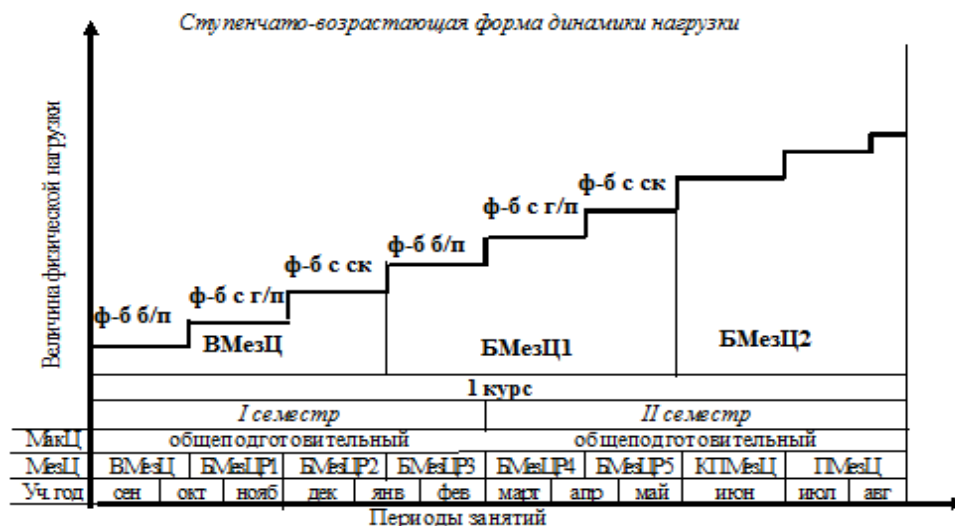 Ступенчато-возрастающая форма динамики нагрузки
Величина физической нагрузки
ф-б б/п
ф-б с г/п
ф-б с ск
ф-б б/п
ф-б с г/п
ф-б с ск
ВМезЦ
БМезЦ1
БМезЦ2
1 курс
I семестр II семестр
МакЦ общеподготовительный общеподготовительный
МезЦ ВМезЦ БМезЦР1 БМезЦР2 БМезЦР3 БМезЦР4 БМезЦР5 КПМезЦ ПМезЦ
Уч. год сен окт нояб дек янв фев март апр май июн июл авг
Периоды занятий